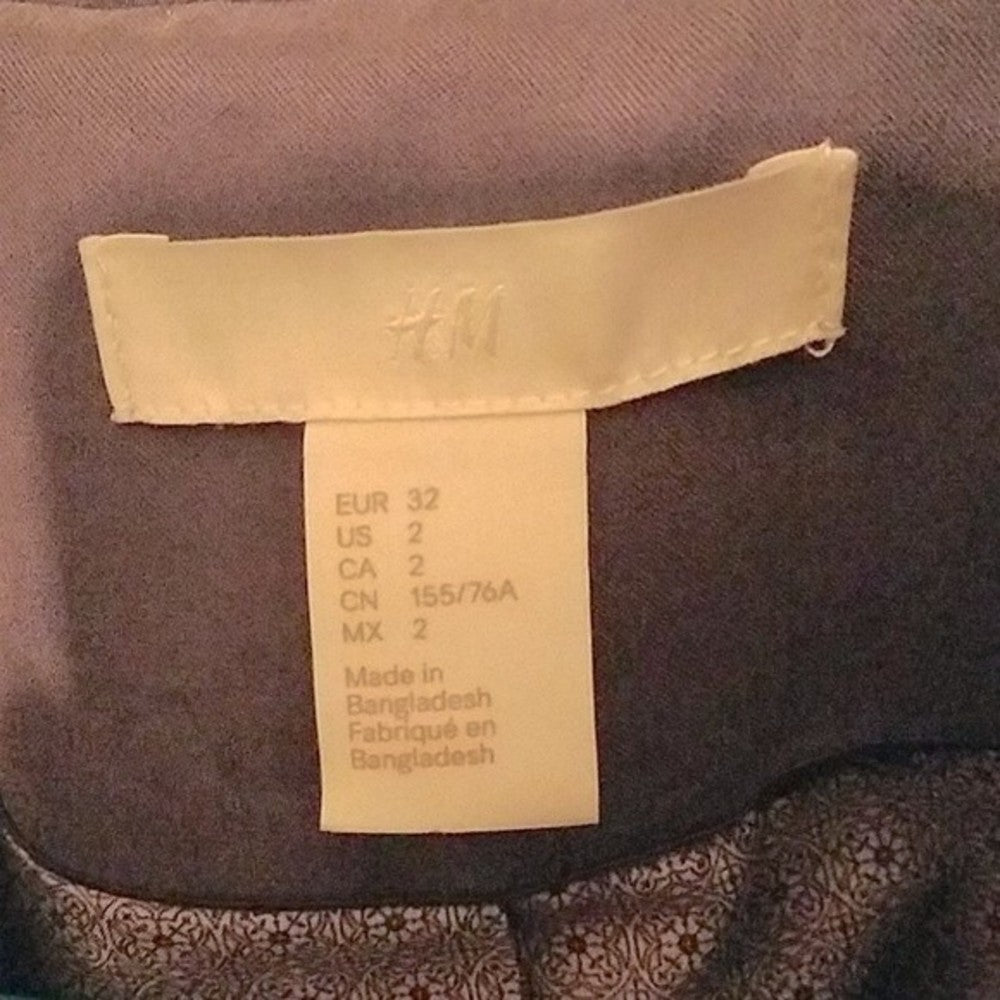 H&M
EUR 32
US 2
CA 2
CN 155/76A
MX 2
Made in
Bangladesh
Fabriqué en
Bangladesh